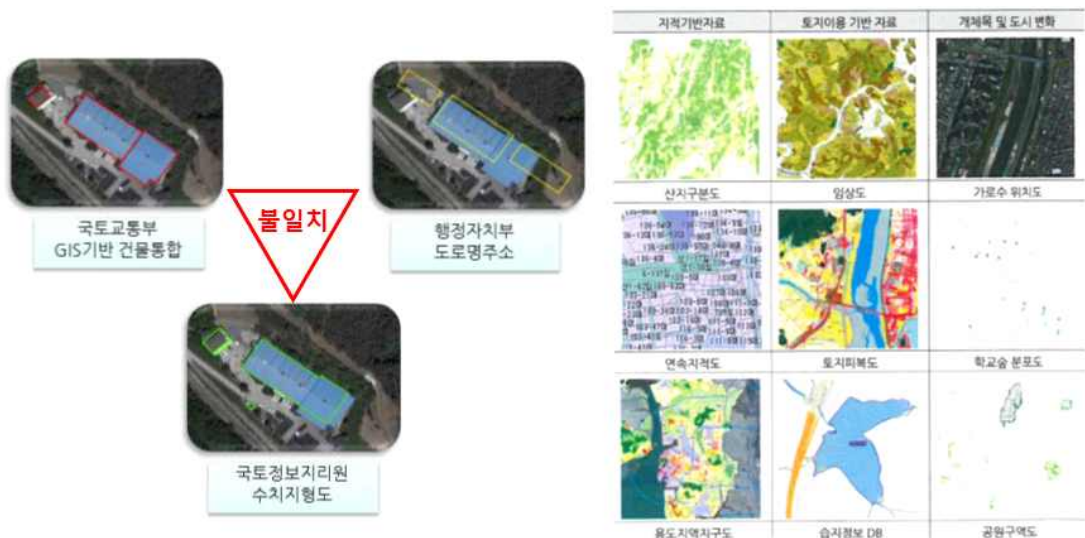 불일치
국토교통부
GIS기반 건물통합
행정자치부
도로명주소
국토정보지리원
수치지형도
지적기반자료
토지이용 기반 자료
개체목 및 도시 변화
산지구분도
임상도
가로수 위치도
연속지적도
토지피복도
학교숲 분포도
용도지역지구도
습지정보 DB
공원구역도